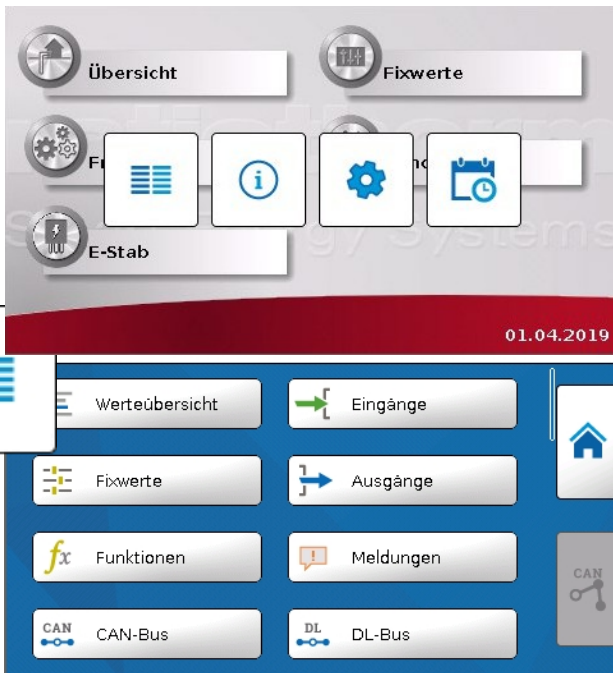 Übersicht
Fixwerte
E-Stab
01.04.2019
Werteübersicht
Eingänge
Fixwerte
Ausgänge
fx Funktionen
Meldungen
CAN
CAN CAN-Bus
DL DL-Bus